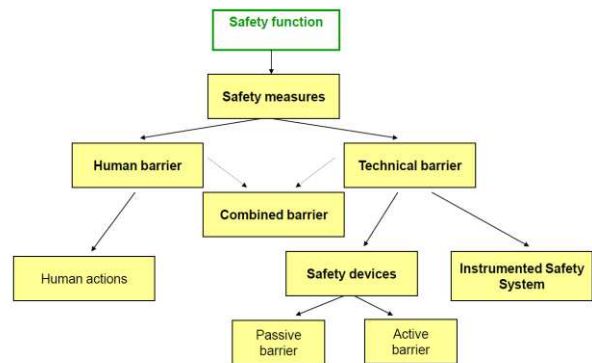 Safety function
Safety measures
Human barrier
Technical barrier
Combined barrier
Human actions
Safety devices
Instrumented Safety
System
Passive
barrier
Active
barrier